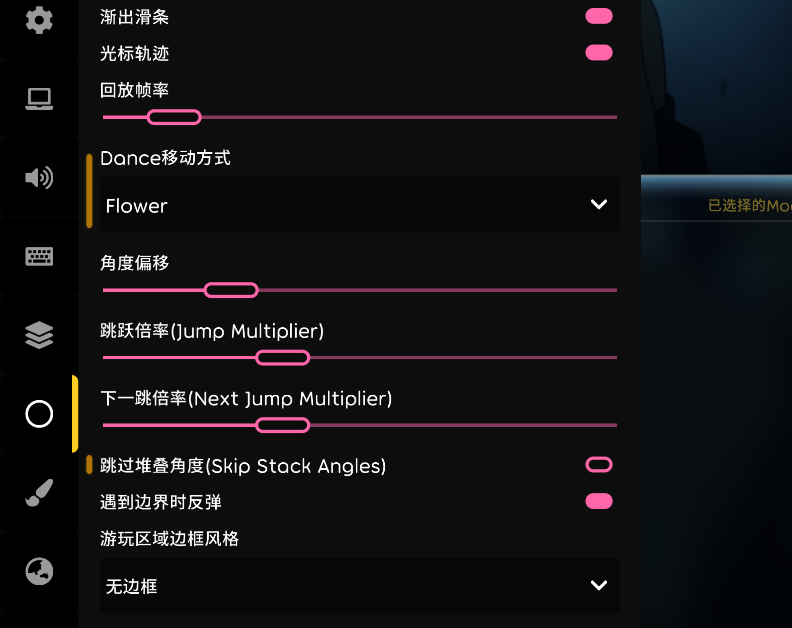 渐出滑条
光标轨迹
回放帧率
Dance移动方式
Flower
角度偏移
跳跃倍率(Jump Multiplier)
下一跳倍率(Next Jump Multiplier)
跳过堆叠角度(Skip Stack Angles)
遇到边界时反弹
游玩区域边框风格
无边框
已选择的Mod